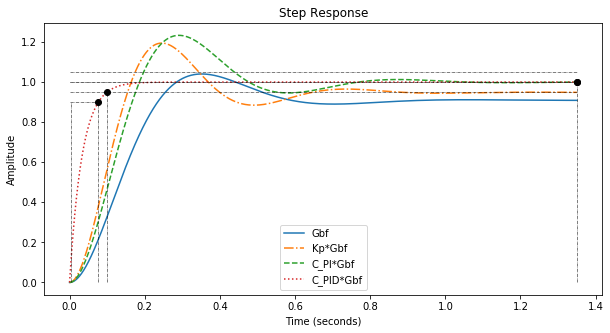 Step Response
Amplitude
1.2
1.0
0.8
0.6
0.4
0.2
0.0
Gbf
Kp*Gbf
C_PI*Gbf
C_PID*Gbf
0.0 0.2 0.4 0.6 0.8 1.0 1.2 1.4
Time (seconds)